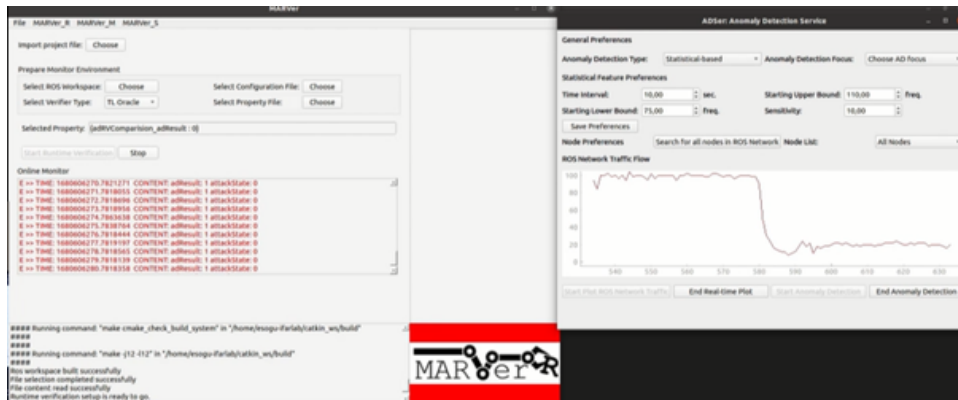 MARVer
File MARVer_R MARVer_M MARVer_S
Import project file: Choose
Prepare Monitor Environment
Select ROS Workspace: Choose Select Configuration File: Choose
Select Verifier Type: TL Oracle Select Property File: Choose
Selected Property: {adRVComparision_adResult : 0}
Start Runtime Verification Stop
Online Monitor
E >> TIME: 1680606270.7821271 CONTENT: adResult: 1 attackState: 0
E >> TIME: 1680606271.7818055 CONTENT: adResult: 1 attackState: 0
E >> TIME: 1680606272.7818696 CONTENT: adResult: 1 attackState: 0
E >> TIME: 1680606273.7818956 CONTENT: adResult: 1 attackState: 0
E >> TIME: 1680606274.7863638 CONTENT: adResult: 1 attackState: 0
E >> TIME: 1680606275.7838764 CONTENT: adResult: 1 attackState: 0
E >> TIME: 1680606276.7818444 CONTENT: adResult: 1 attackState: 0
E >> TIME: 1680606277.7819197 CONTENT: adResult: 1 attackState: 0
E >> TIME: 1680606278.7818565 CONTENT: adResult: 1 attackState: 0
E >> TIME: 1680606279.7818139 CONTENT: adResult: 1 attackState: 0
E >> TIME: 1680606280.7818358 CONTENT: adResult: 1 attackState: 0
#### Running command: "make cmake_check_build_system" in "/home/esogu-ifarlab/catkin_ws/build"
####
####
#### Running command: "make -j12 -l12" in "/home/esogu-ifarlab/catkin_ws/build"
####
Ros workspace built successfully
File selection completed successfully
File content read successfully
Runtime verification setup is ready to go.
MARVer
ADSer: Anomaly Detection Service
General Preferences
Anomaly Detection Type: Statistical-based Anomaly Detection Focus: Choose AD focus
Statistical Feature Preferences
Time Interval: 10,00 sec. Starting Upper Bound: 110,00 freq.
Starting Lower Bound: 75,00 freq. Sensitivity: 10,00
Save Preferences
Node Preferences Search for all nodes in ROS Network Node List: All Nodes
ROS Network Traffic Flow
100
80
60
40
20
0
540 550 560 570 580 590 600 610 620 630
Start Plot ROS Network Traffic End Real-time Plot Start Anomaly Detection End Anomaly Detection